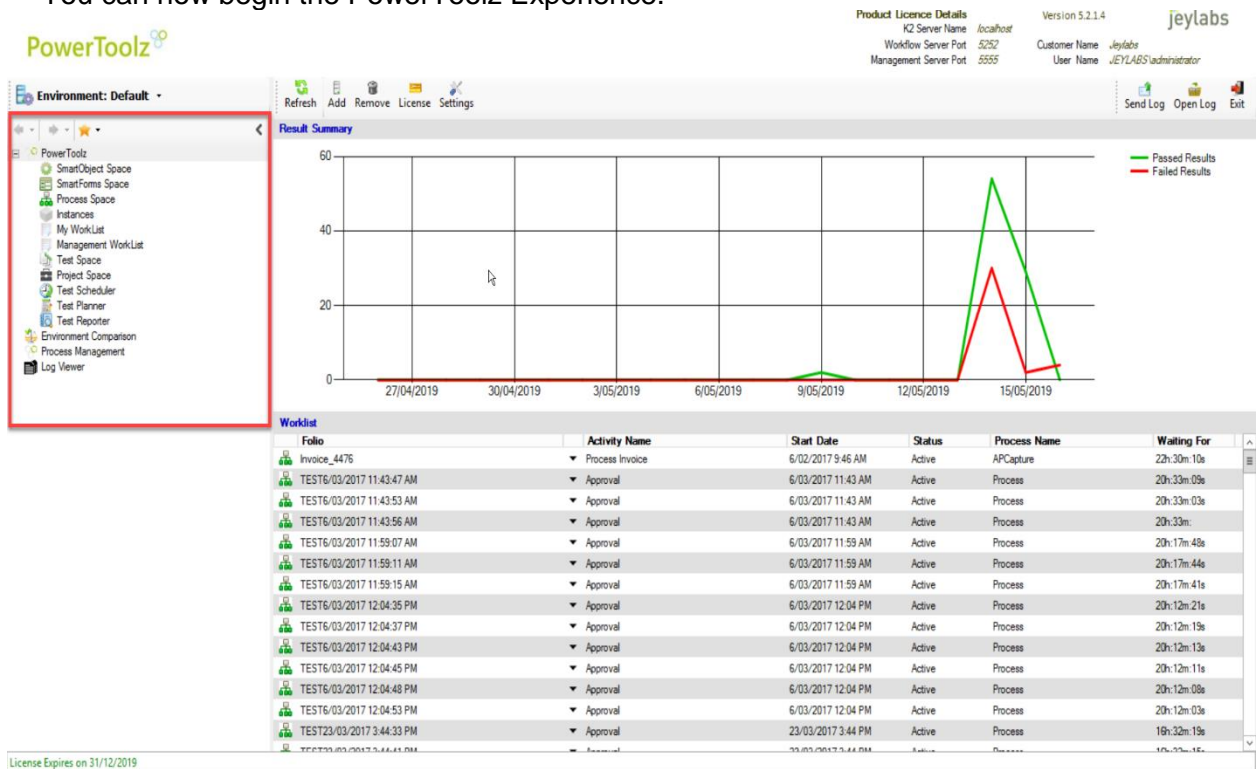 You can now begin the PowerToolz Experience.
PowerToolz
Product Licence Details
K2 Server Name localhost
Workflow Server Port 5252
Management Server Port 5555
Version 5.2.1.4
Customer Name Jeylabs
User Name JEYLABS\administrator
jeylabs
Environment: Default
Refresh Add Remove License Settings
Send Log Open Log Exit
PowerToolz
SmartObject Space
SmartForms Space
Process Space
Instances
My WorkList
Management WorkList
Test Space
Project Space
Test Scheduler
Test Planner
Test Reporter
Environment Comparison
Process Management
Log Viewer
Result Summary
60
40
20
0
27/04/2019 30/04/2019 3/05/2019 6/05/2019 9/05/2019 12/05/2019 15/05/2019
Passed Results
Failed Results
Worklist
Folio Activity Name Start Date Status Process Name Waiting For
Invoice_4476 Process Invoice 6/02/2017 9:46 AM Active APCapture 22h:30m:10s
TEST6/03/2017 11:43:47 AM Approval 6/03/2017 11:43 AM Active Process 20h:33m:09s
TEST6/03/2017 11:43:53 AM Approval 6/03/2017 11:43 AM Active Process 20h:33m:03s
TEST6/03/2017 11:43:56 AM Approval 6/03/2017 11:43 AM Active Process 20h:33m:
TEST6/03/2017 11:59:07 AM Approval 6/03/2017 11:59 AM Active Process 20h:17m:48s
TEST6/03/2017 11:59:11 AM Approval 6/03/2017 11:59 AM Active Process 20h:17m:44s
TEST6/03/2017 11:59:15 AM Approval 6/03/2017 11:59 AM Active Process 20h:17m:41s
TEST6/03/2017 12:04:35 PM Approval 6/03/2017 12:04 PM Active Process 20h:12m:21s
TEST6/03/2017 12:04:37 PM Approval 6/03/2017 12:04 PM Active Process 20h:12m:19s
TEST6/03/2017 12:04:43 PM Approval 6/03/2017 12:04 PM Active Process 20h:12m:13s
TEST6/03/2017 12:04:45 PM Approval 6/03/2017 12:04 PM Active Process 20h:12m:11s
TEST6/03/2017 12:04:48 PM Approval 6/03/2017 12:04 PM Active Process 20h:12m:08s
TEST6/03/2017 12:04:53 PM Approval 6/03/2017 12:04 PM Active Process 20h:12m:03s
TEST23/03/2017 3:44:33 PM Approval 23/03/2017 3:44 PM Active Process 16h:32m:19s
License Expires on 31/12/2019